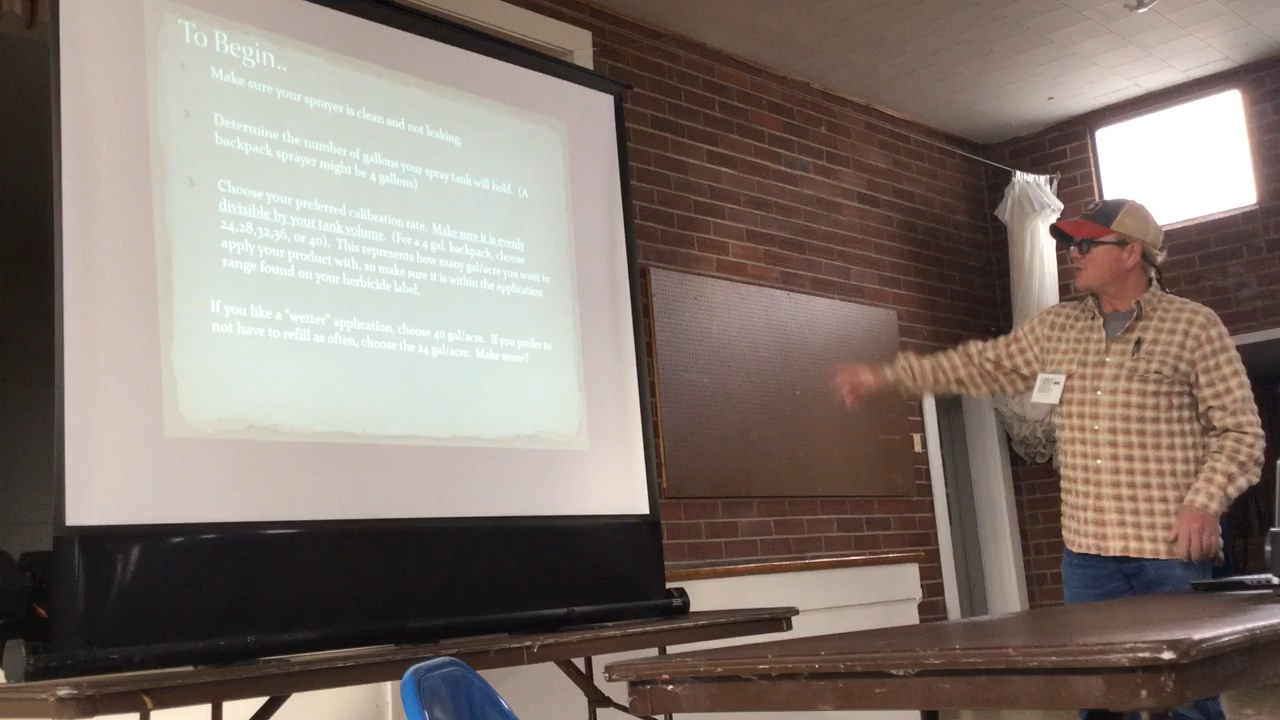 To Begin..
1. Make sure your sprayer is clean and not leaking.
2. Determine the number of gallons your spray tank will hold. (A
backpack sprayer might be 4 gallons)
3. Choose your preferred calibration rate. Make sure it is evenly
divisible by your tank volume. (For a 4 gal. backpack, choose
24,28,32,36, or 40). This represents how many gal/acre you want to
apply your product with, so make sure it is within the application
range found on your herbicide label.
If you like a "wetter" application, choose 40 gal/acre. If you prefer to
not have to refill as often, choose the 24 gal/acre. Make sense?